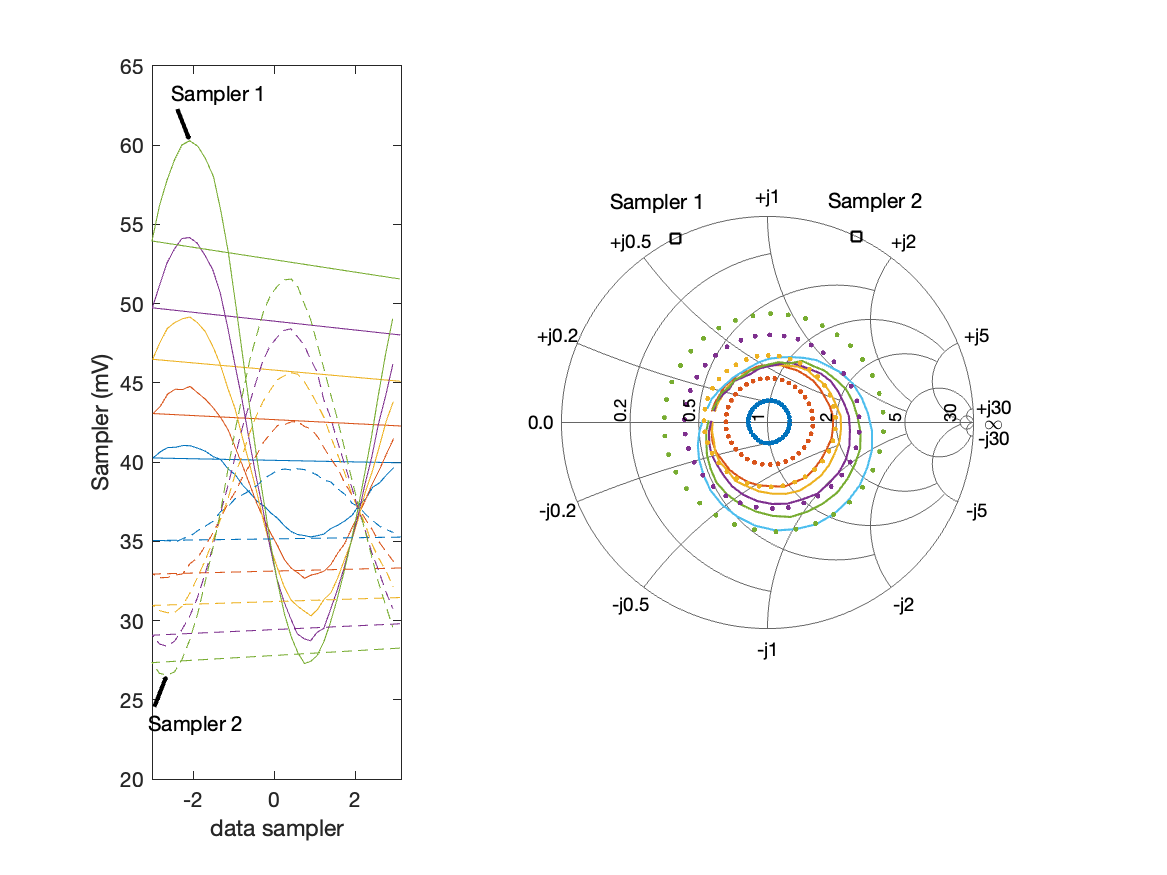 65
60
55
50
45
40
35
30
25
20
Sampler (mV)
Sampler 1
Sampler 2
-2 0 2
data sampler
Sampler 1 +j1 Sampler 2
+j0.5 +j2
+j0.2 +j5
0.0 0.2 0.5 1 2 5 30 +j30
∞
-j30
-j0.2 -j5
-j0.5 -j2
-j1